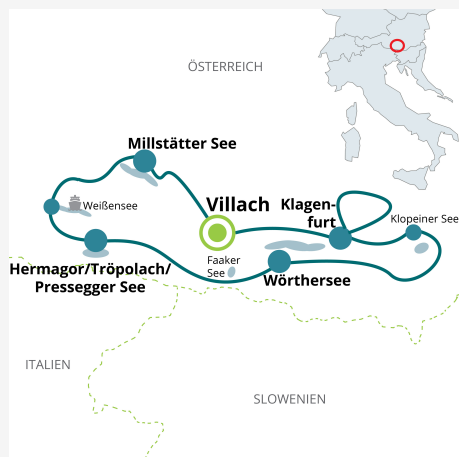 ÖSTERREICH
Millstätter See
Weißensee
Villach
Klagen-
furt
Klopeiner See
Faaker
See
Hermagor/Tröpolach/
Pressegger See
Wörthersee
ITALIEN
SLOWENIEN